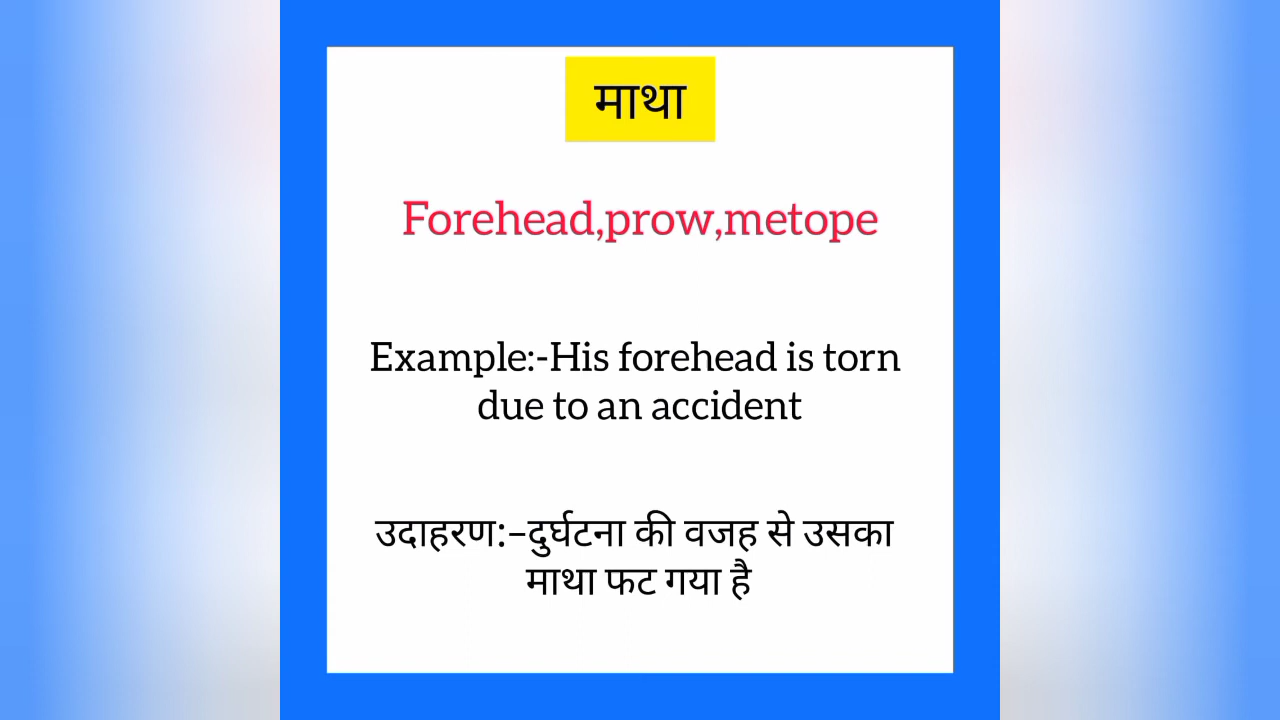 माथा
Forehead,prow,metope
Example:-His forehead is torn
due to an accident
उदाहरण:–दुर्घटना की वजह से उसका
माथा फट गया है